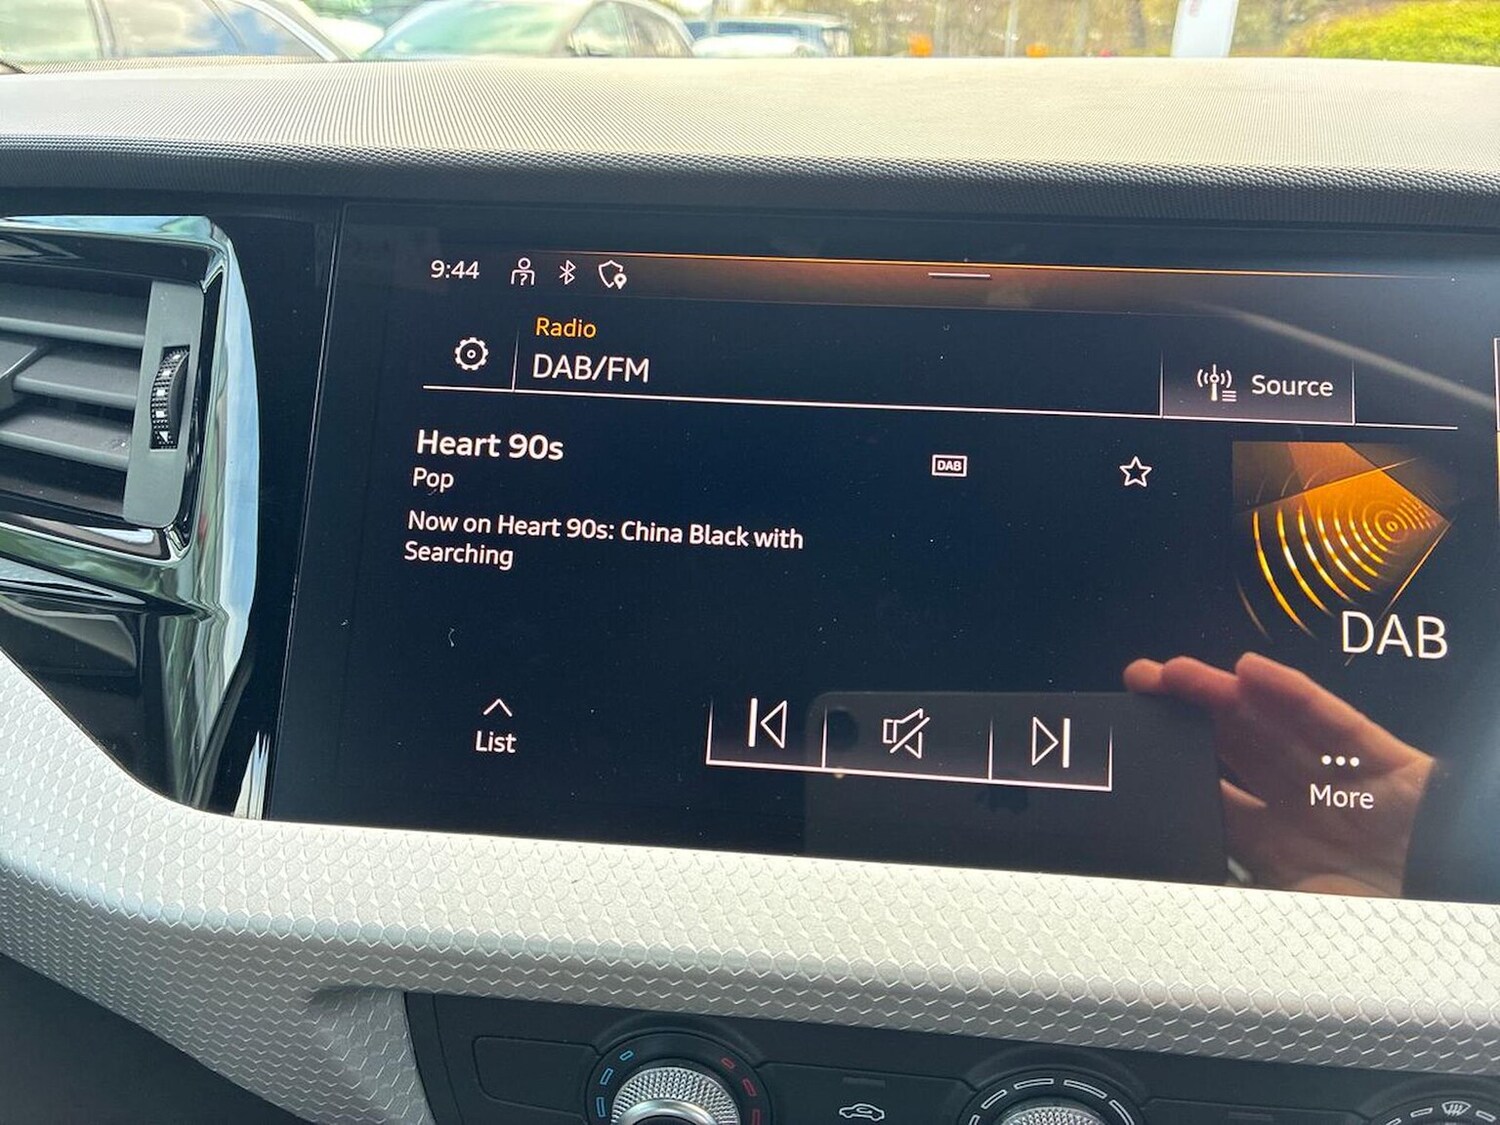 9:44
Radio
DAB/FM
Source
Heart 90s
DAB
Pop
Now on Heart 90s: China Black with
Searching
DAB
List
More